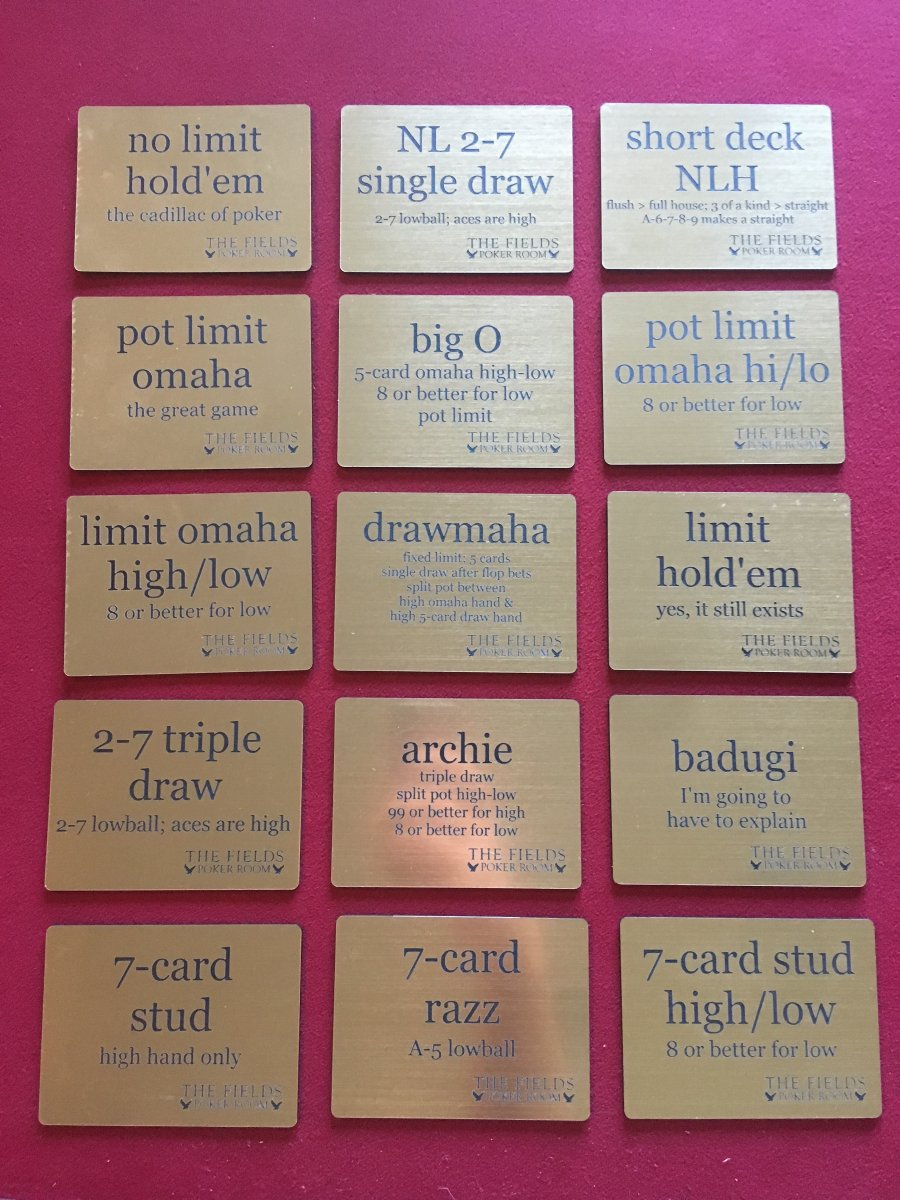 no limit
hold'em
the cadillac of poker
THE FIELDS
POKER ROOM
NL 2-7
single draw
2-7 lowball; aces are high
THE FIELDS
POKER ROOM
short deck
NLH
flush > full house; 3 of a kind > straight
A-6-7-8-9 makes a straight
THE FIELDS
POKER ROOM
pot limit
omaha
the great game
THE FIELDS
POKER ROOM
big O
5-card omaha high-low
8 or better for low
pot limit
THE FIELDS
POKER ROOM
pot limit
omaha hi/lo
8 or better for low
THE FIELDS
POKER ROOM
limit omaha
high/low
8 or better for low
THE FIELDS
POKER ROOM
drawmaha
fixed limit: 5 cards
single draw after flop bets
split pot between
high omaha hand &
high 5-card draw hand
THE FIELDS
POKER ROOM
limit
hold'em
yes, it still exists
THE FIELDS
POKER ROOM
2-7 triple
draw
2-7 lowball; aces are high
THE FIELDS
POKER ROOM
archie
triple draw
split pot high-low
99 or better for high
8 or better for low
THE FIELDS
POKER ROOM
badugi
I'm going to
have to explain
THE FIELDS
POKER ROOM
7-card
stud
high hand only
THE FIELDS
POKER ROOM
7-card
razz
A-5 lowball
THE FIELDS
POKER ROOM
7-card stud
high/low
8 or better for low
THE FIELDS
POKER ROOM